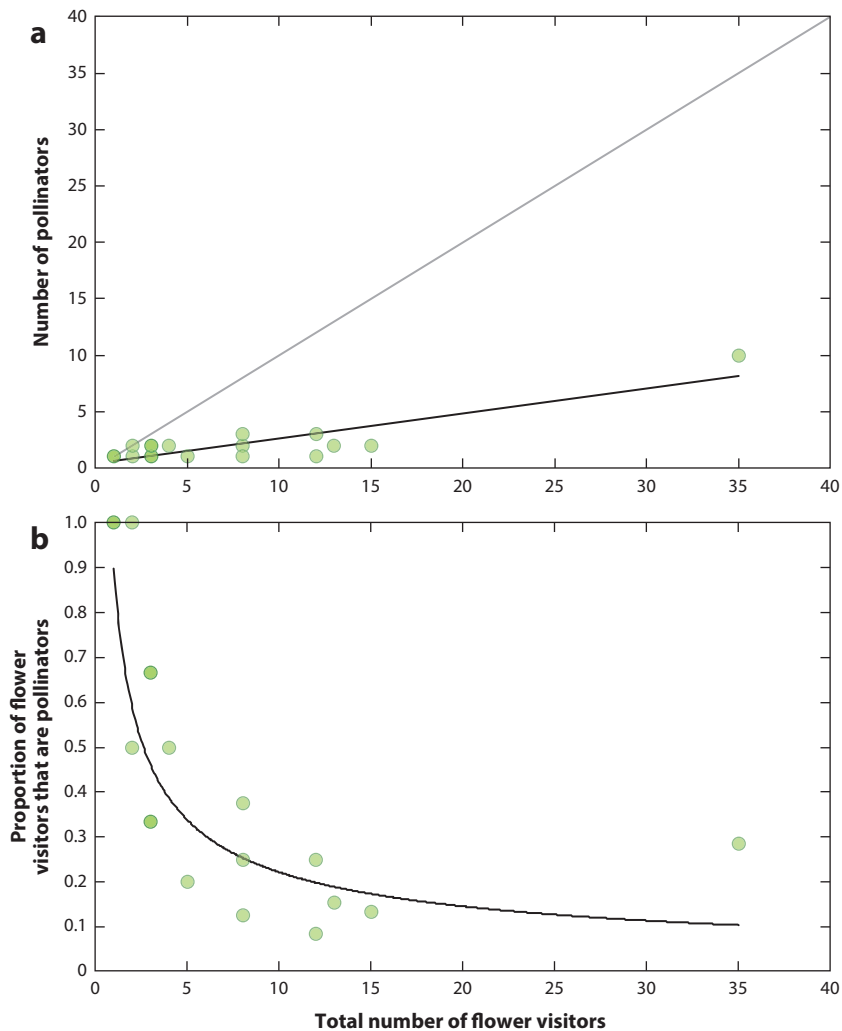 a
40
35
30
25
20
15
10
5
0
Number of pollinators
0 5 10 15 20 25 30 35 40
b
1.0
0.9
0.8
0.7
0.6
0.5
0.4
0.3
0.2
0.1
0
Proportion of flower
visitors that are pollinators
0 5 10 15 20 25 30 35 40
Total number of flower visitors